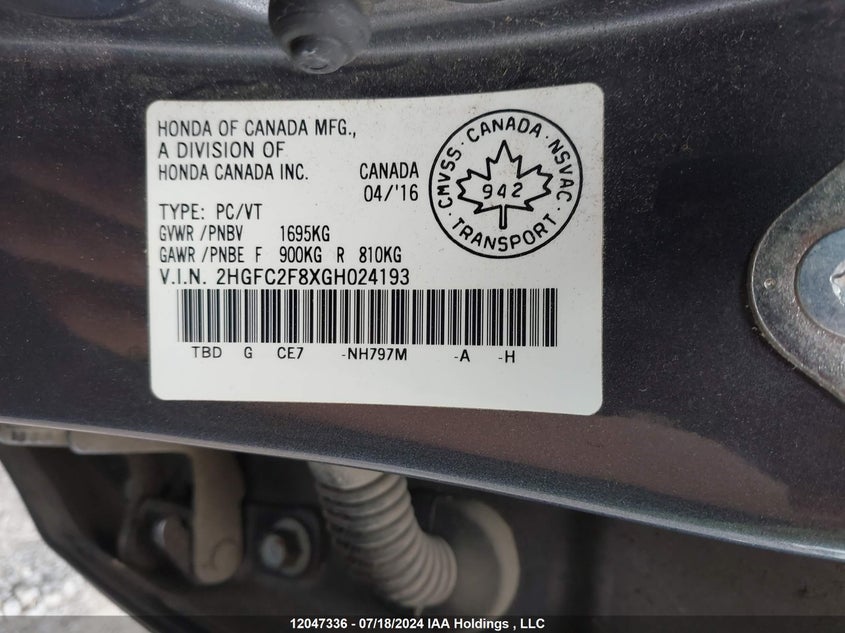 HONDA OF CANADA MFG.,
A DIVISION OF
HONDA CANADA INC.
CANADA
04/'16
CMVSS · CANADA · NSVAC ·
942
TRANSPORT
TYPE: PC/VT
GVWR /PNBV 1695KG
GAWR /PNBE F 900KG R 810KG
V.I.N. 2HGFC2F8XGH024193
TBD G CE7 -NH797M -A -H
12047336 - 07/18/2024 IAA Holdings , LLC